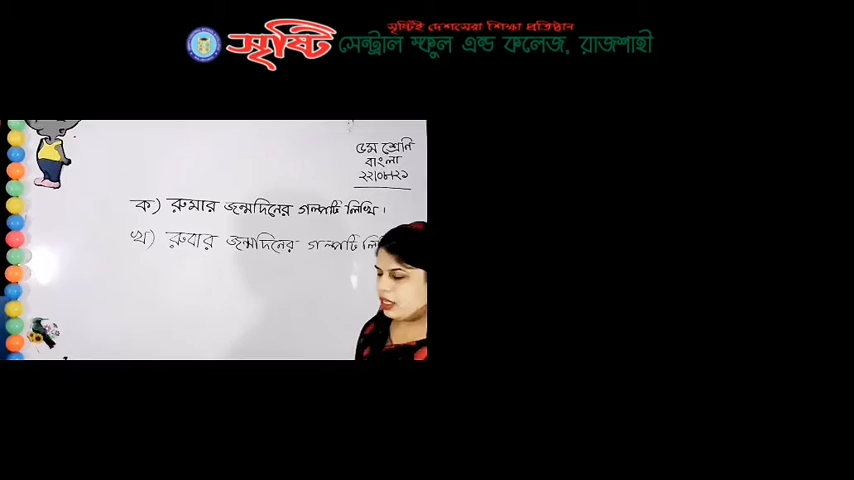 সৃষ্টিই দেশসেরা শিক্ষা প্রতিষ্ঠান
সৃষ্টি সেন্ট্রাল স্কুল এন্ড কলেজ, রাজশাহী
৫ম শ্রেণি
বাংলা
২২/০৮/২১
ক) রুমার জন্মদিনের গল্পটি লিখি।
খ) রুবার জন্মদিনের গল্পটি